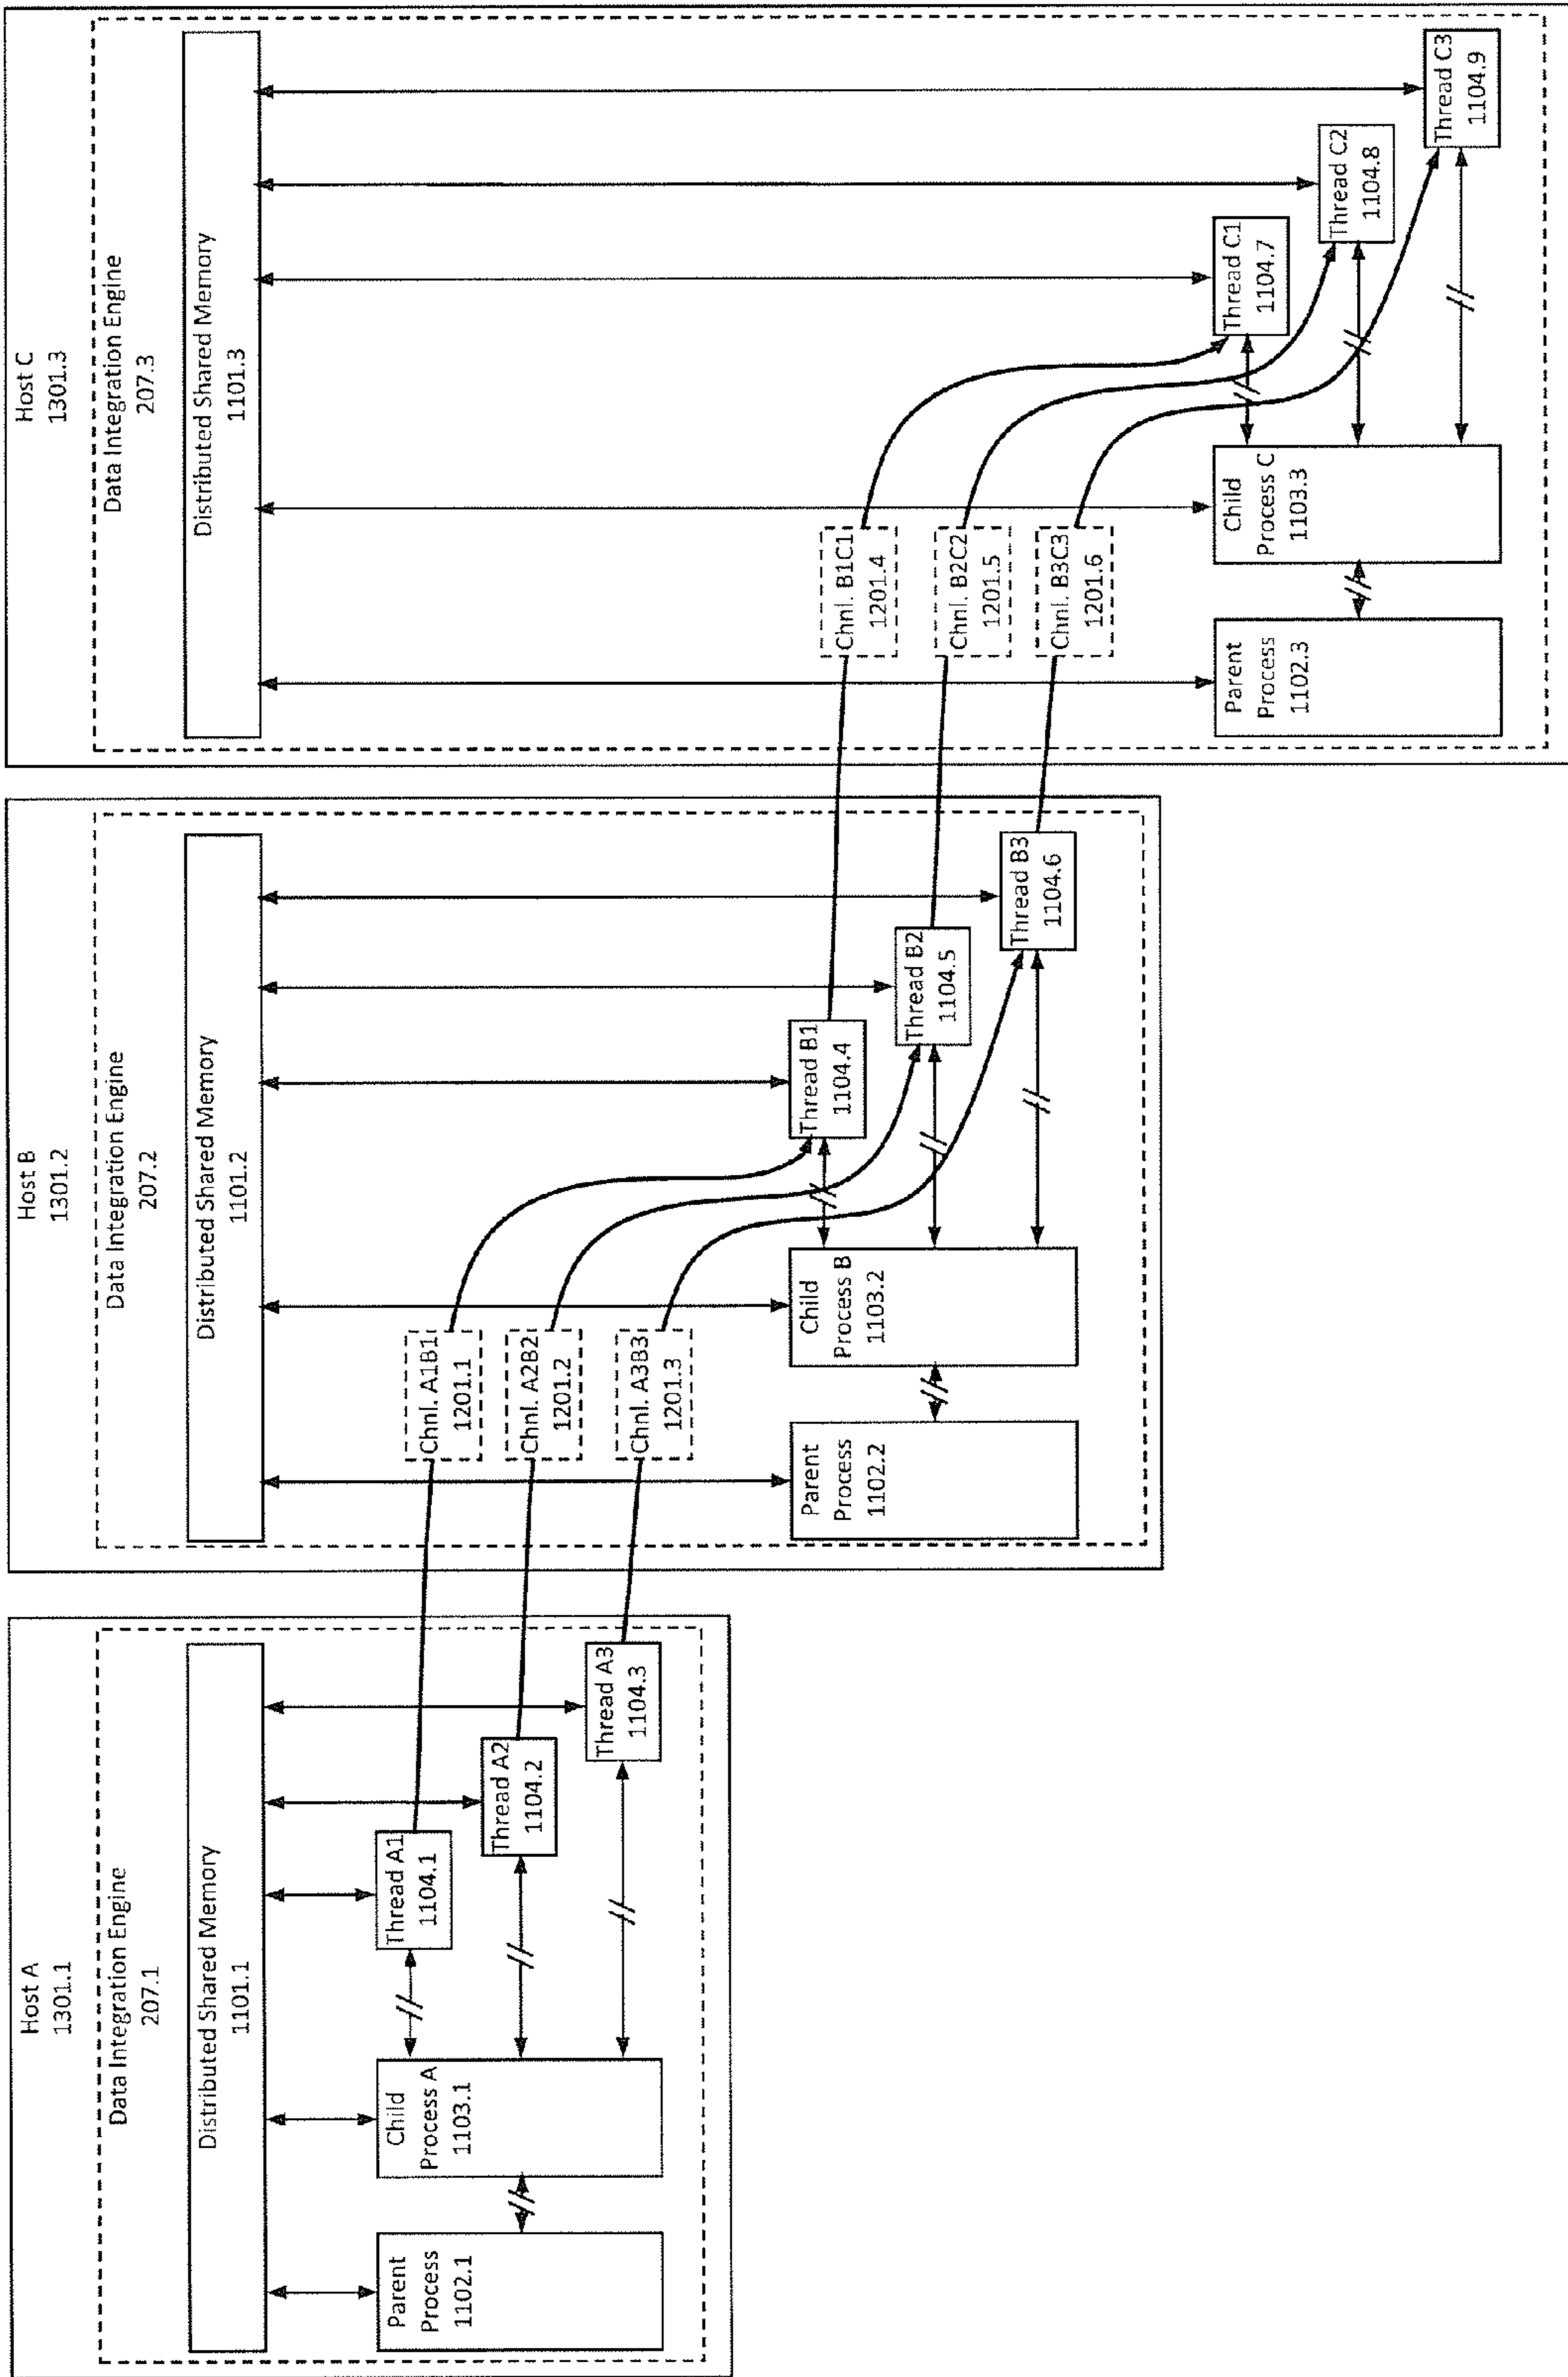 Host A
1301.1
Data Integration Engine
207.1
Distributed Shared Memory
1101.1
Parent
Process
1102.1
Child
Process A
1103.1
Thread A1
1104.1
Thread A2
1104.2
Thread A3
1104.3
Host B
1301.2
Data Integration Engine
207.2
Distributed Shared Memory
1101.2
Chnl. A1B1
1201.1
Chnl. A2B2
1201.2
Chnl. A3B3
1201.3
Parent
Process
1102.2
Child
Process B
1103.2
Thread B1
1104.4
Thread B2
1104.5
Thread B3
1104.6
Host C
1301.3
Data Integration Engine
207.3
Distributed Shared Memory
1101.3
Chnl. B1C1
1201.4
Chnl. B2C2
1201.5
Chnl. B3C3
1201.6
Parent
Process
1102.3
Child
Process C
1103.3
Thread C1
1104.7
Thread C2
1104.8
Thread C3
1104.9